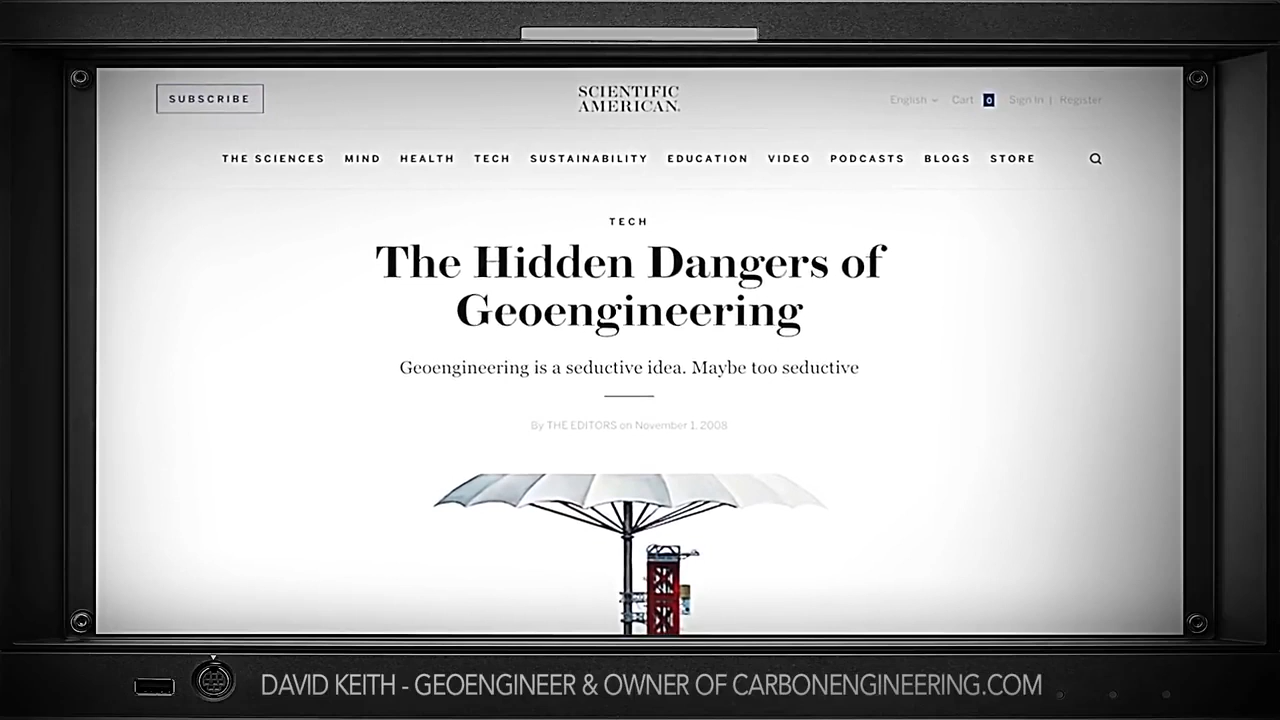 SUBSCRIBE
SCIENTIFIC
AMERICAN.
English
Cart 0 Sign In | Register
THE SCIENCES MIND HEALTH TECH SUSTAINABILITY EDUCATION VIDEO PODCASTS BLOGS STORE
TECH
The Hidden Dangers of
Geoengineering
Geoengineering is a seductive idea. Maybe too seductive
By THE EDITORS on November 1, 2008
DAVID KEITH - GEOENGINEER & OWNER OF CARBONENGINEERING.COM